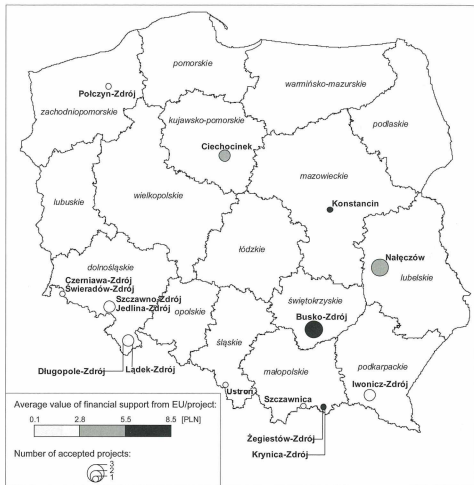 pomorskie
warmińsko-mazurskie
Połczyn-Zdrój
zachodniopomorskie
kujawsko-pomorskie
podlaskie
Ciechocinek
mazowieckie
lubuskie
wielkopolskie
Konstancin
łódzkie
Nałęczów
lubelskie
dolnośląskie
Czerniawa-Zdrój
Świeradów-Zdrój
Szczawno-Zdrój
Jedlina-Zdrój
opolskie
świętokrzyskie
Busko-Zdrój
śląskie
małopolskie
podkarpackie
Długopole-Zdrój
Lądek-Zdrój
Iwonicz-Zdrój
Ustroń
Szczawnica
Żegiestów-Zdrój
Krynica-Zdrój
Average value of financial support from EU/project:
0.1 2.8 5.5 8.5 [PLN]
Number of accepted projects:
3
2
1